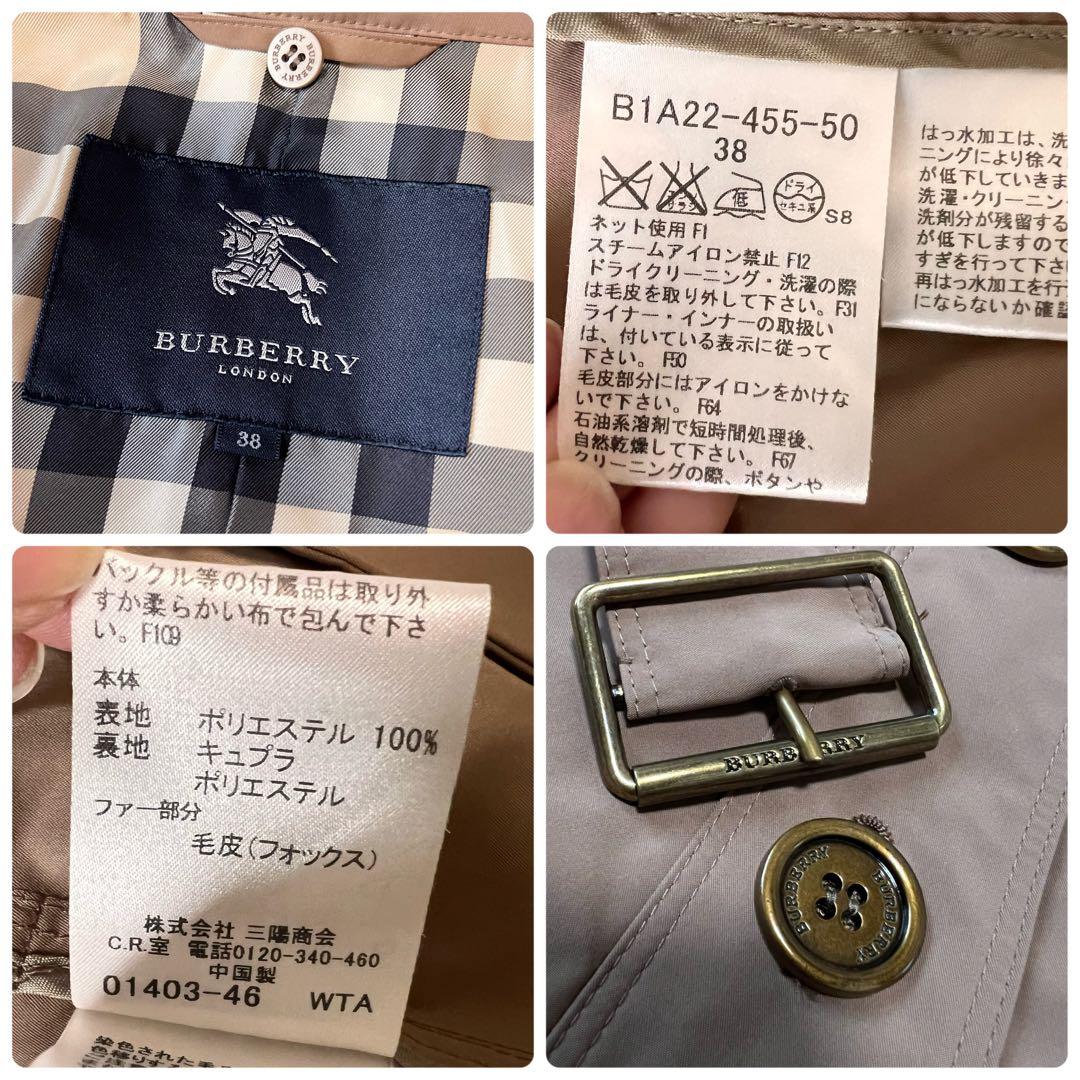 BURBERRY BURBERRY
BURBERRY
LONDON
38
B1A22-455-50
38
低
ドライ
セキユ系
S8
ネット使用 F1
スチームアイロン禁止 F12
ドライクリーニング・洗濯の際
は毛皮を取り外して下さい。F31
ライナー・インナーの取扱い
は、付いている表示に従って
下さい。 F50
毛皮部分にはアイロンをかけな
いで下さい。 F64
石油系溶剤で短時間処理後、
自然乾燥して下さい。 F67
クリーニングの際、ボタンや
はっ水加工は、洗
ニングにより徐々
が低下していきま
洗濯・クリーニン
洗剤分が残留する
が低下しますので
すぎを行って下さ
再はっ水加工を行
にならないか確認
バックル等の付属品は取り外
すか柔らかい布で包んで下さ
い。F109
本体
表地 ポリエステル 100%
裏地 キュプラ
ポリエステル
ファー部分
毛皮(フォックス)
株式会社 三陽商会
C.R.室 電話0120-340-460
中国製
01403-46 WTA
染色された毛
色移りする
BURBERRY
BURBERRY BURBERRY